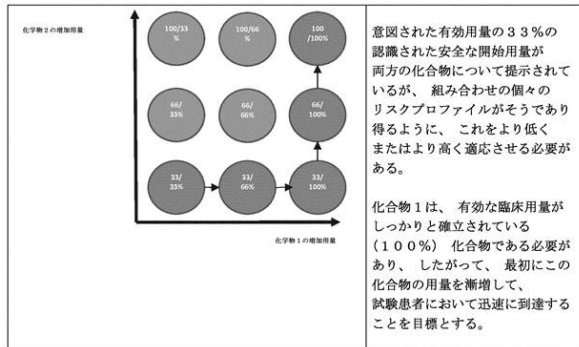 化学物2の増加用量
100/33
%
100/66
%
100
/100%
66/
33%
66/
66%
66/
100%
33/
33%
33/
66%
33/
100%
化学物1の増加用量
意図された有効用量の33%の
認識された安全な開始用量が
両方の化合物について提示されて
いるが、 組み合わせの個々の
リスクプロファイルがそうであり
得るように、 これをより低く
またはより高く適応させる必要が
ある。
化合物1は、 有効な臨床用量が
しっかりと確立されている
(100%) 化合物である必要が
あり、 したがって、 最初にこの
化合物の用量を漸増して、
試験患者において迅速に到達する
ことを目標とする。